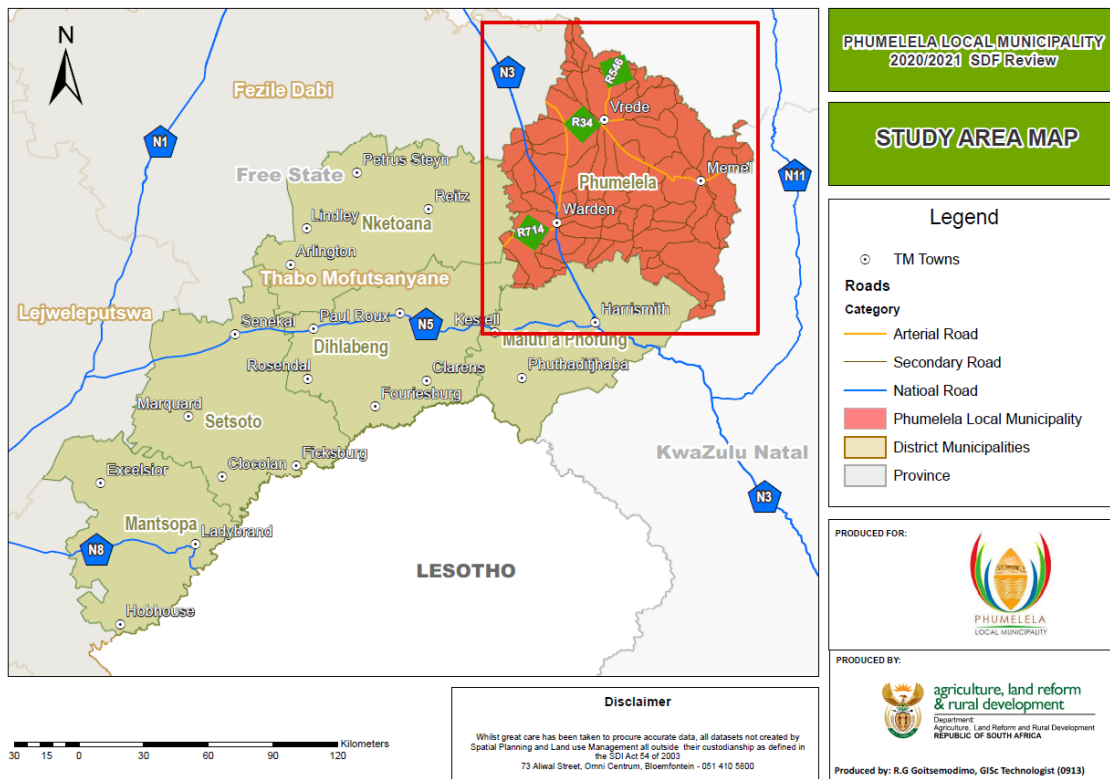 N
N3
R546
Fezile Dabi
Vrede
R34
N1
Petrus Steyn
Memel
N11
Free State
Phumelela
Reitz
Lindley
Nketoana
Warden
R714
Arlington
Thabo Mofutsanyane
Lejweleputswa
Paul Roux
Harrismith
Senekal
N5
Kestell
Maluti a Phofung
Dihlabeng
Rosendal
Clarens
Phuthaditjhaba
Marquard
Fouriesburg
Setsoto
Excelsior
Clocolan
Ficksburg
KwaZulu Natal
N3
Mantsopa
Ladybrand
N8
LESOTHO
Hobhouse
Kilometers
30 15 0 30 60 90 120
Disclaimer
Whilst great care has been taken to procure accurate data, all datasets not created by
Spatial Planning and Land use Management all outside their custodianship as defined in
the SDI Act 54 of 2003
73 Aliwal Street, Omni Centrum, Bloemfontein - 051 410 5800
PHUMELELA LOCAL MUNICIPALITY
2020/2021 SDF Review
STUDY AREA MAP
Legend
TM Towns
Roads
Category
Arterial Road
Secondary Road
Natioal Road
Phumelela Local Municipality
District Municipalities
Province
PRODUCED FOR:
PHUMELELA
LOCAL MUNICIPALITY
PRODUCED BY:
agriculture, land reform
& rural development
Department:
Agriculture, Land Reform and Rural Development
REPUBLIC OF SOUTH AFRICA
Produced by: R.G Goitsemodimo, GISc Technologist (0913)